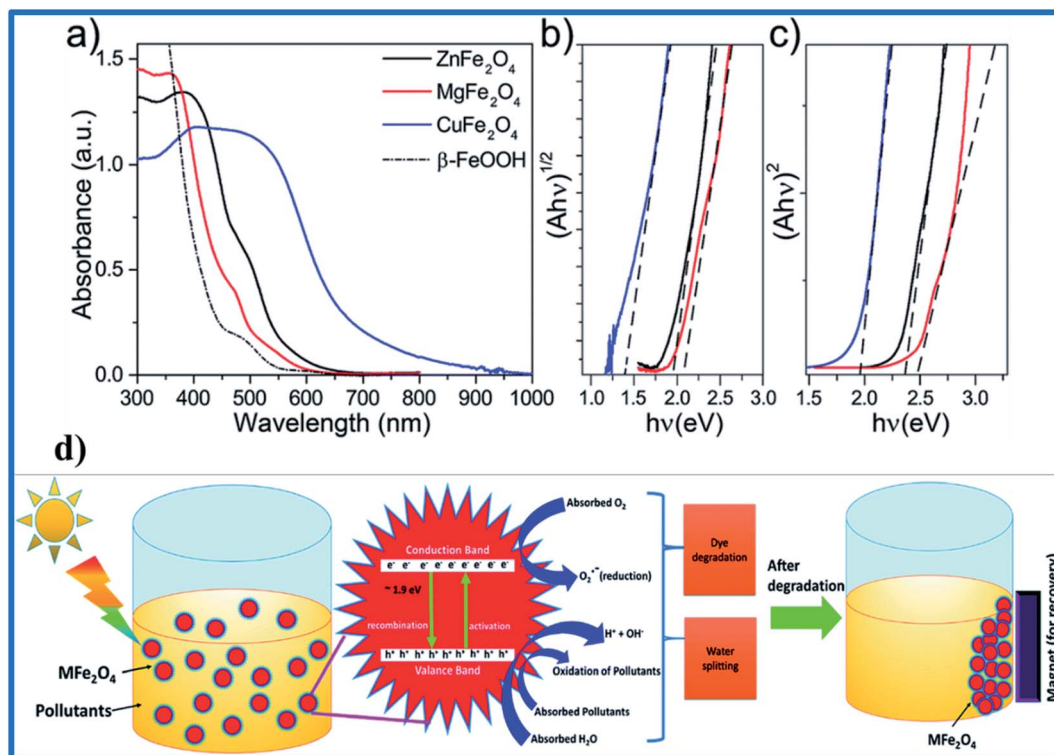 a)
1.5
1.0
0.5
0.0
Absorbance (a.u.)
300 400 500 600 700 800 900 1000
Wavelength (nm)
ZnFe₂O₄
MgFe₂O₄
CuFe₂O₄
β-FeOOH
b)
(Ahν)¹/²
1.0 1.5 2.0 2.5 3.0
hν(eV)
c)
(Ahν)²
1.5 2.0 2.5 3.0
hν(eV)
d)
MFe₂O₄
Pollutants
Conduction Band
e⁻ e⁻ e⁻ e⁻ e⁻ e⁻ e⁻ e⁻ e⁻
~ 1.9 eV
recombination
activation
h⁺ h⁺ h⁺ h⁺ h⁺ h⁺ h⁺ h⁺ h⁺
Valance Band
Absorbed O₂
O₂•⁻ (reduction)
H⁺ + OH⁻
Oxidation of Pollutants
Absorbed Pollutants
Absorbed H₂O
Dye
degradation
Water
splitting
After
degradation
Magnet (for recovery)
MFe₂O₄